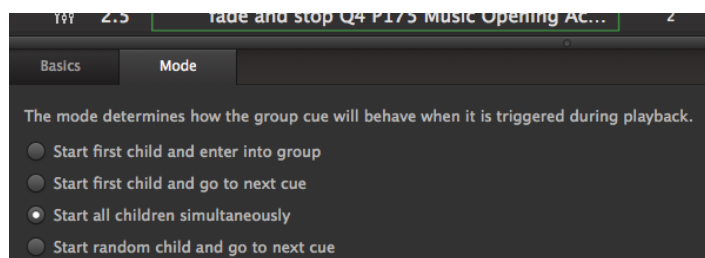 2.5 fade and stop Q4 P175 Music Opening Ac... 2
Basics Mode
The mode determines how the group cue will behave when it is triggered during playback.
Start first child and enter into group
Start first child and go to next cue
Start all children simultaneously
Start random child and go to next cue